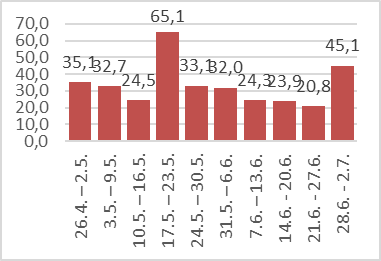 70,0
60,0
50,0
40,0
30,0
20,0
10,0
0,0
35,1
32,7
24,5
65,1
33,1
32,0
24,3
23,9
20,8
45,1
26.4. – 2.5.
3.5. – 9.5.
10.5. – 16.5.
17.5. – 23.5.
24.5. – 30.5.
31.5. – 6.6.
7.6. – 13.6.
14.6. - 20.6.
21.6. - 27.6.
28.6. - 2.7.